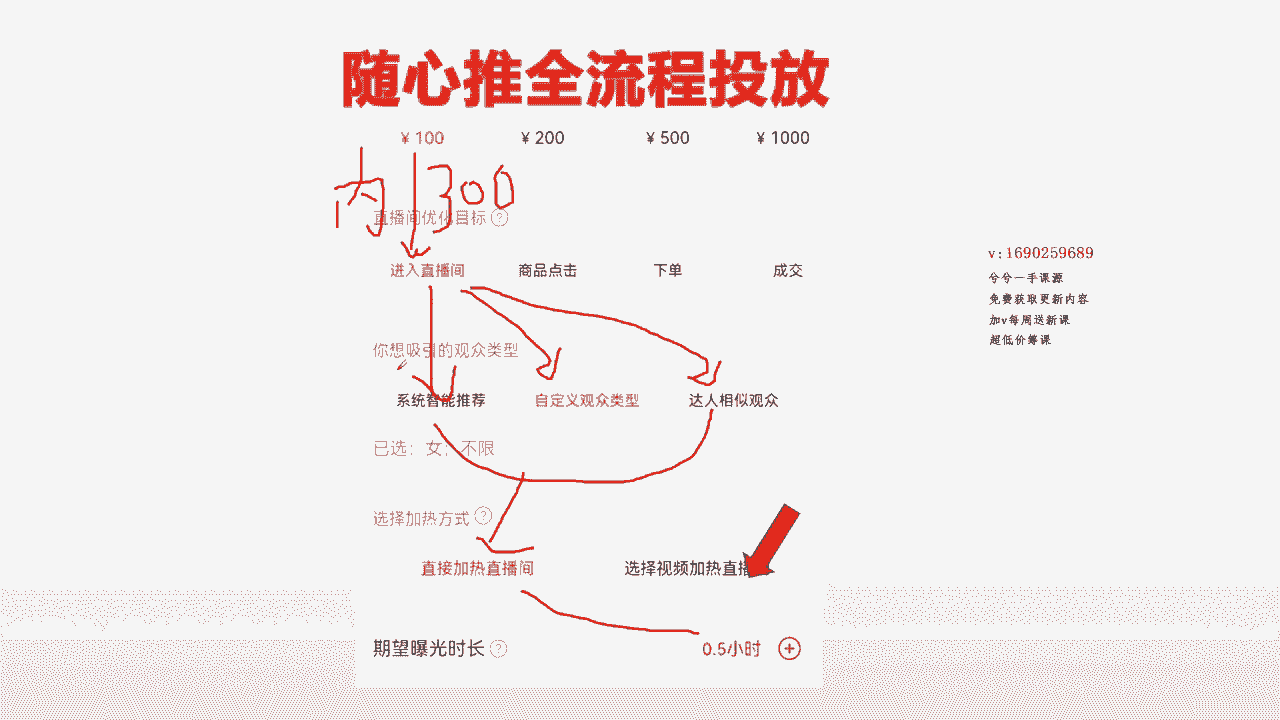 随心推全流程投放
¥ 100 ¥ 200 ¥ 500 ¥ 1000
内 300
直播间优化目标 ?
进入直播间 商品点击 下单 成交
v:1690259689
兮兮一手课源
免费获取更新内容
加v每周送新课
超低价筹课
你想吸引的观众类型
系统智能推荐 自定义观众类型 达人相似观众
已选: 女; 不限
选择加热方式 ?
直接加热直播间 选择视频加热直播
期望曝光时长 ? 0.5小时 +